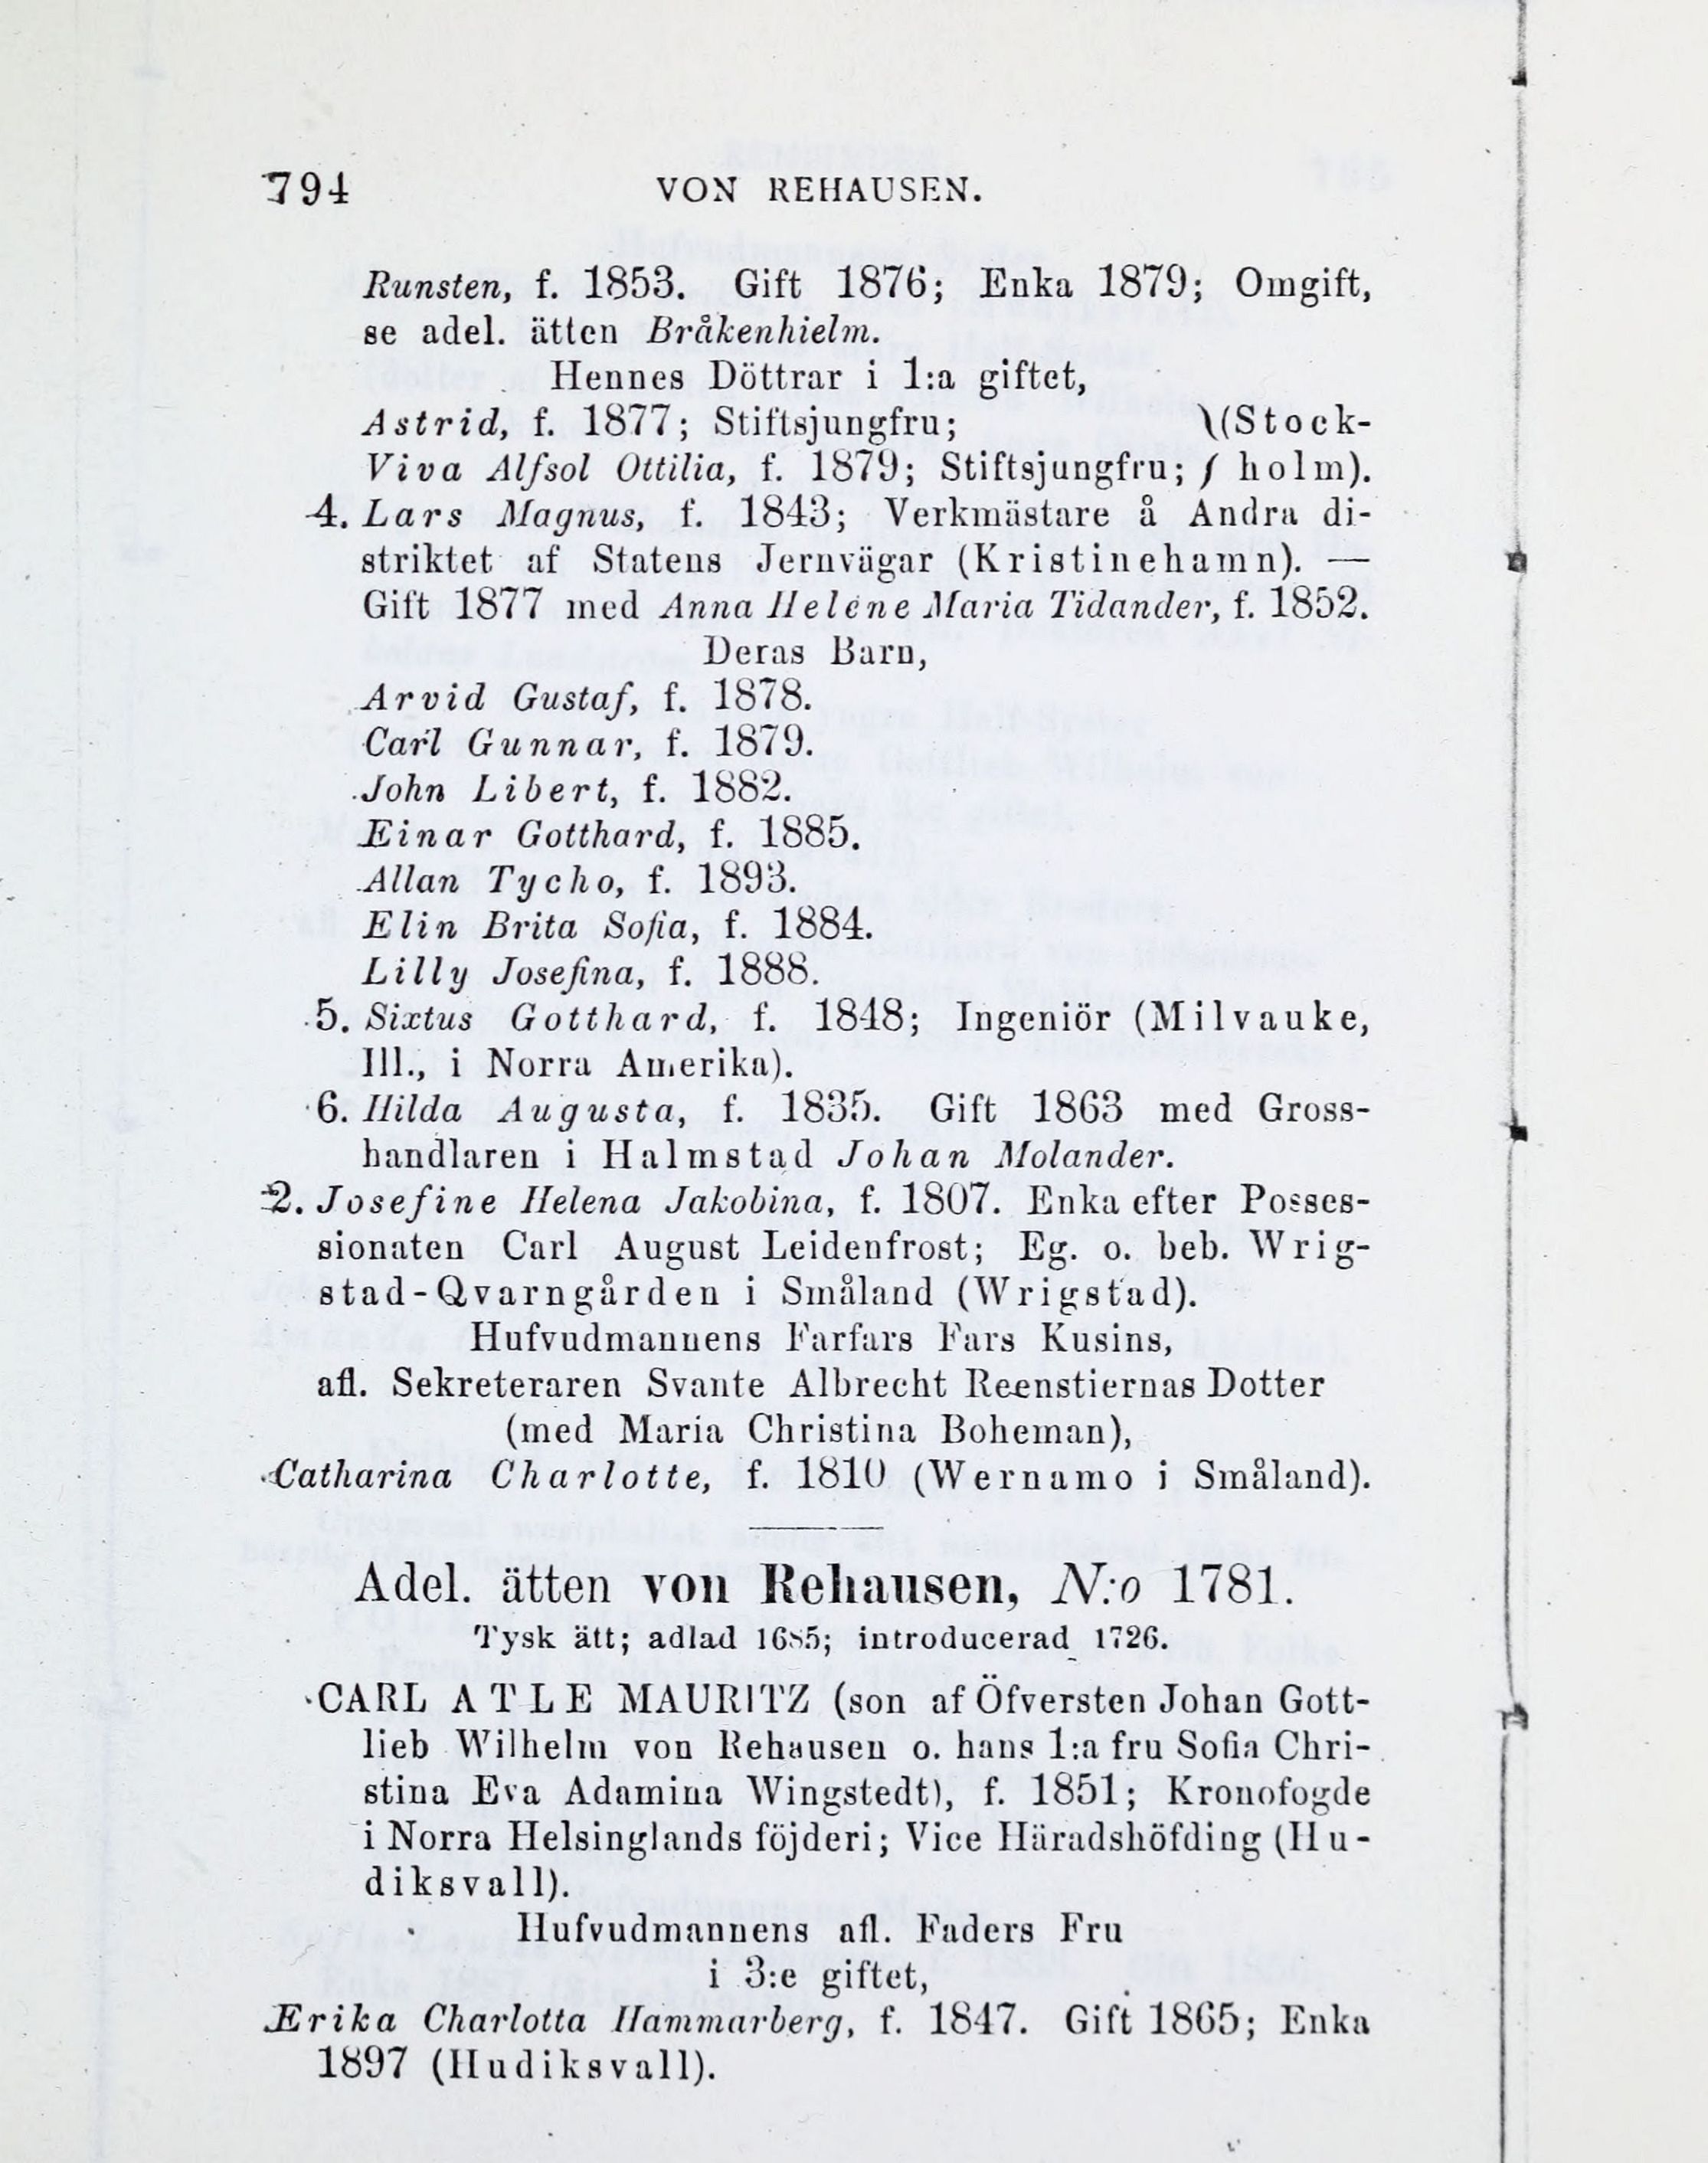 794 VON REHAUSEN.
Runsten, f. 1853. Gift 1876; Enka 1879; Omgift,
se adel. ätten Bråkenhielm.
Hennes Döttrar i 1:a giftet,
Astrid, f. 1877; Stiftsjungfru; \(Stock-
Viva Alfsol Ottilia, f. 1879; Stiftsjungfru; / holm).
4. Lars Magnus, f. 1843; Verkmästare å Andra di-
striktet af Statens Jernvägar (Kristinehamn). —
Gift 1877 med Anna Heléne Maria Tidander, f. 1852.
Deras Barn,
Arvid Gustaf, f. 1878.
Carl Gunnar, f. 1879.
John Libert, f. 1882.
Einar Gotthard, f. 1885.
Allan Tycho, f. 1893.
Elin Brita Sofia, f. 1884.
Lilly Josefina, f. 1888.
5. Sixtus Gotthard, f. 1848; Ingeniör (Milvauke,
Ill., i Norra Amerika).
6. Hilda Augusta, f. 1835. Gift 1863 med Gross-
handlaren i Halmstad Johan Molander.
2. Josefine Helena Jakobina, f. 1807. Enka efter Posses-
sionaten Carl August Leidenfrost; Eg. o. beb. Wrig-
stad-Qvarngården i Småland (Wrigstad).
Hufvudmannens Farfars Fars Kusins,
afl. Sekreteraren Svante Albrecht Reenstiernas Dotter
(med Maria Christina Boheman),
Catharina Charlotte, f. 1810 (Wernamo i Småland).
Adel. ätten von Rehausen, N:o 1781.
Tysk ätt; adlad 1685; introducerad 1726.
CARL ATLE MAURITZ (son af Öfversten Johan Gott-
lieb Wilhelm von Rehausen o. hans 1:a fru Sofia Chri-
stina Eva Adamina Wingstedt), f. 1851; Kronofogde
i Norra Helsinglands föjderi; Vice Häradshöfding (Hu-
diksvall).
Hufvudmannens afl. Faders Fru
i 3:e giftet,
Erika Charlotta Hammarberg, f. 1847. Gift 1865; Enka
1897 (Hudiksvall).